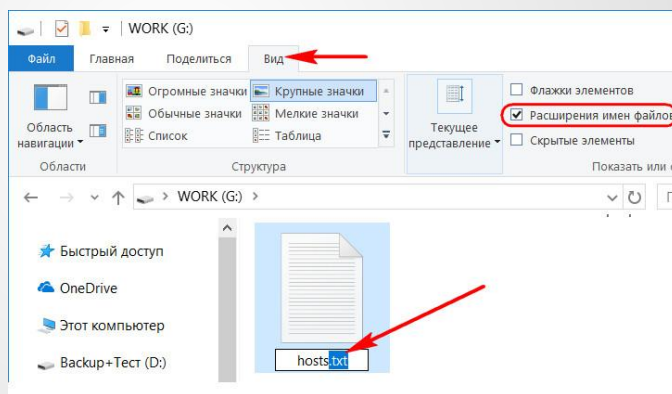 WORK (G:)
Файл Главная Поделиться Вид
Огромные значки Крупные значки
Обычные значки Мелкие значки
Список Таблица
Область
навигации
Текущее
представление
Флажки элементов
Расширения имен файлов
Скрытые элементы
Области Структура Показать или
WORK (G:)
Быстрый доступ
OneDrive
Этот компьютер
Backup+Тест (D:)
hosts.txt